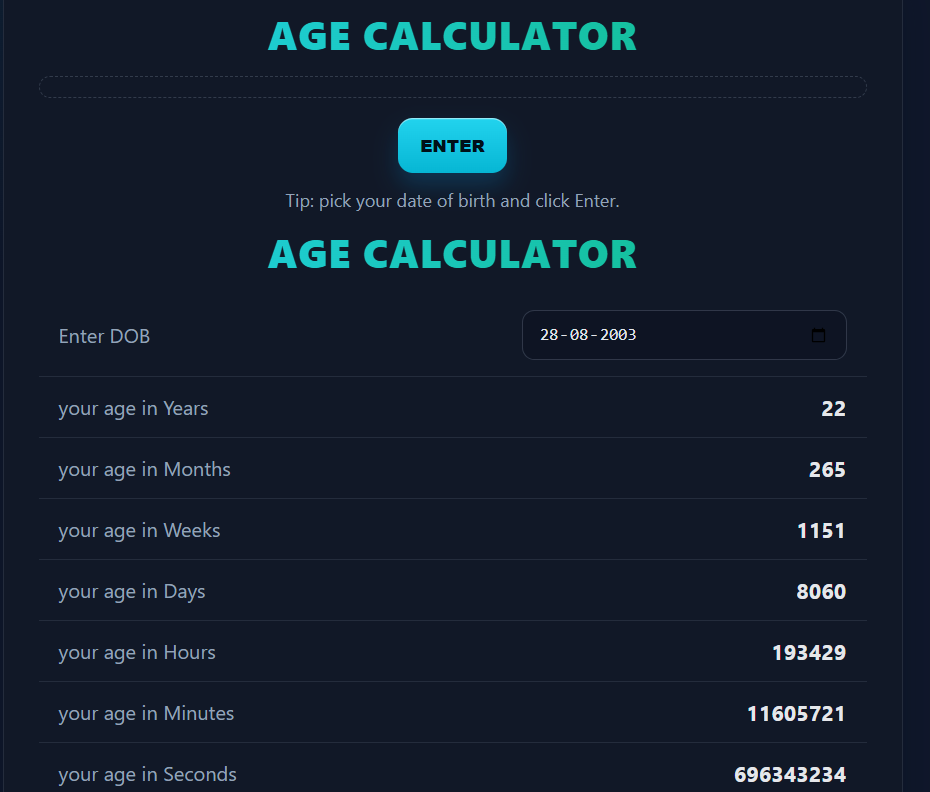 AGE CALCULATOR
ENTER
Tip: pick your date of birth and click Enter.
AGE CALCULATOR
Enter DOB 28-08-2003
your age in Years 22
your age in Months 265
your age in Weeks 1151
your age in Days 8060
your age in Hours 193429
your age in Minutes 11605721
your age in Seconds 696343234